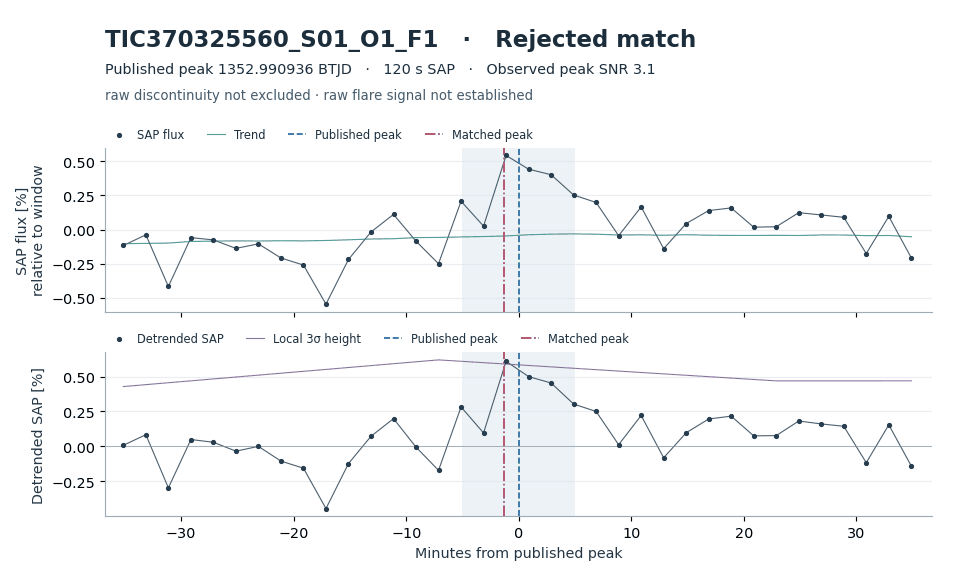 TIC370325560_S01_O1_F1 · Rejected match
Published peak 1352.990936 BTJD · 120 s SAP · Observed peak SNR 3.1
raw discontinuity not excluded · raw flare signal not established
SAP flux Trend Published peak Matched peak
SAP flux [%]
relative to window
0.50
0.25
0.00
−0.25
−0.50
Detrended SAP Local 3σ height Published peak Matched peak
Detrended SAP [%]
0.50
0.25
0.00
−0.25
−30 −20 −10 0 10 20 30
Minutes from published peak